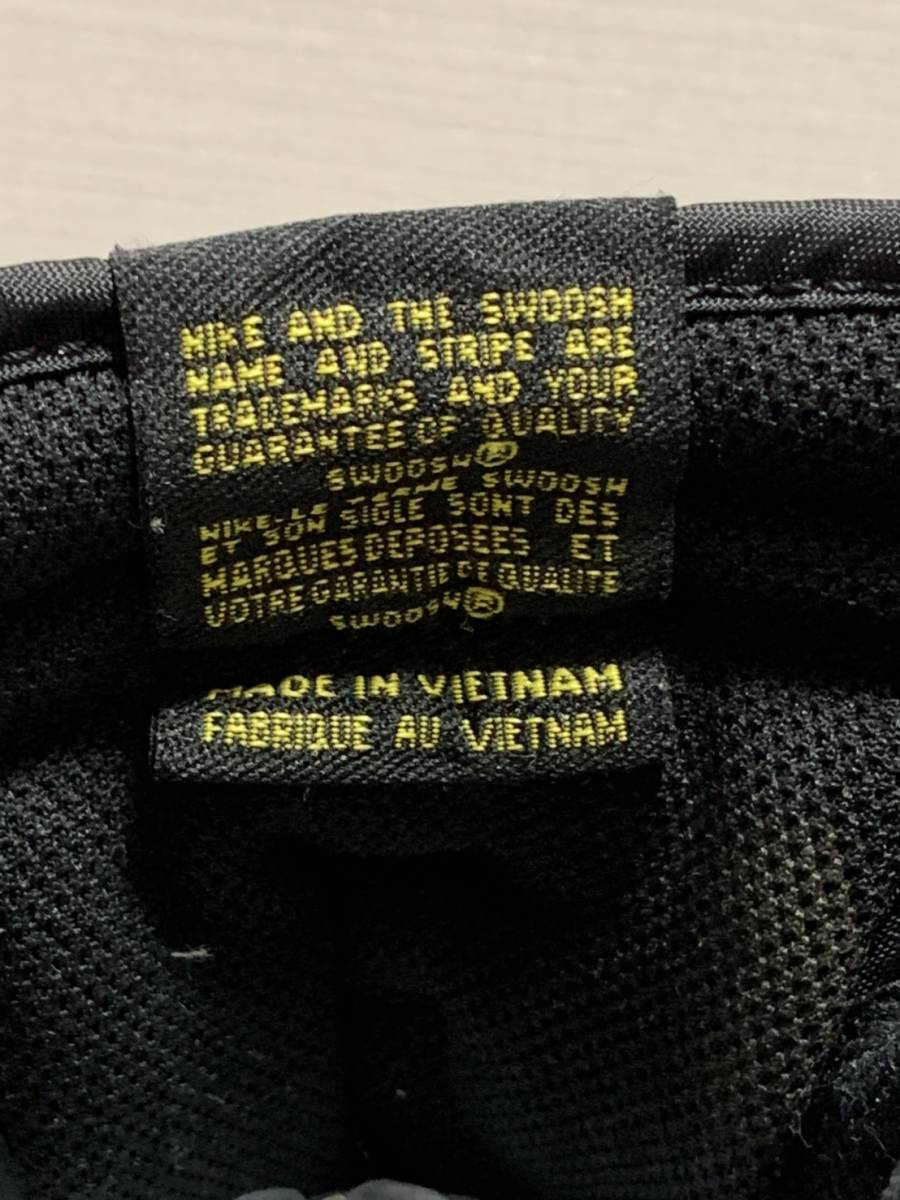 NIKE AND THE SWOOSH
NAME AND STRIPE ARE
TRADEMARKS AND YOUR
GUARANTEE OF QUALITY
SWOOSH®
NIKE-LE TERME SWOOSH
ET SON SIGLE SONT DES
MARQUES DEPOSEES ET
VOTRE GARANTIE DE QUALITE
SWOOSH®
MADE IN VIETNAM
FABRIQUE AU VIETNAM